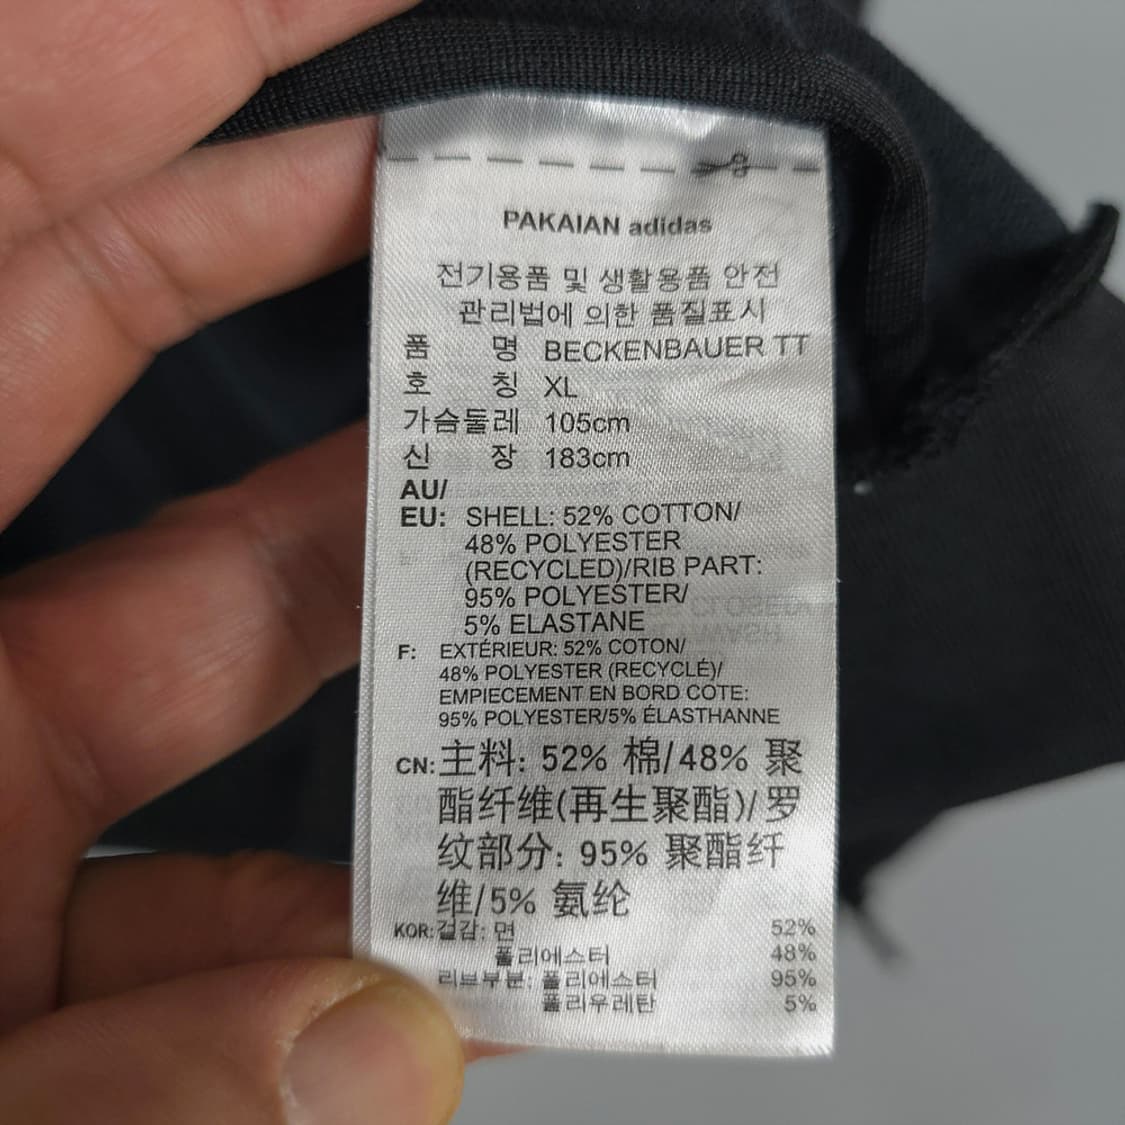 PAKAIAN adidas
전기용품 및 생활용품 안전
관리법에 의한 품질표시
품 명 BECKENBAUER TT
호 칭 XL
가슴둘레 105cm
신 장 183cm
AU/
EU: SHELL: 52% COTTON/
48% POLYESTER
(RECYCLED)/RIB PART:
95% POLYESTER/
5% ELASTANE
F: EXTÉRIEUR: 52% COTON/
48% POLYESTER (RECYCLÉ)/
EMPIECEMENT EN BORD COTE:
95% POLYESTER/5% ÉLASTHANNE
CN: 主料: 52% 棉/48% 聚
酯纤维(再生聚酯)/罗
纹部分: 95% 聚酯纤
维/5% 氨纶
KOR: 겉감: 면 52%
폴리에스터 48%
리브부분: 폴리에스터 95%
폴리우레탄 5%